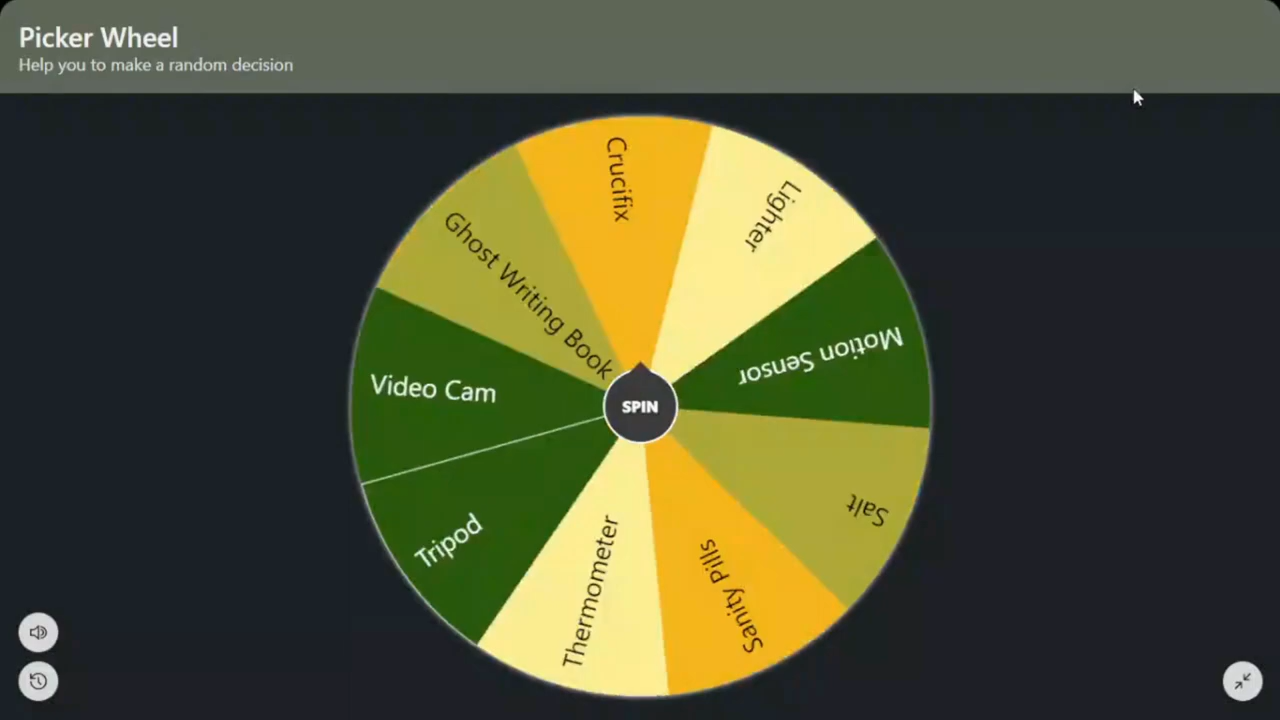 Picker Wheel
Help you to make a random decision
Crucifix
Lighter
Motion Sensor
Salt
Sanity Pills
Thermometer
Tripod
Video Cam
Ghost Writing Book
SPIN